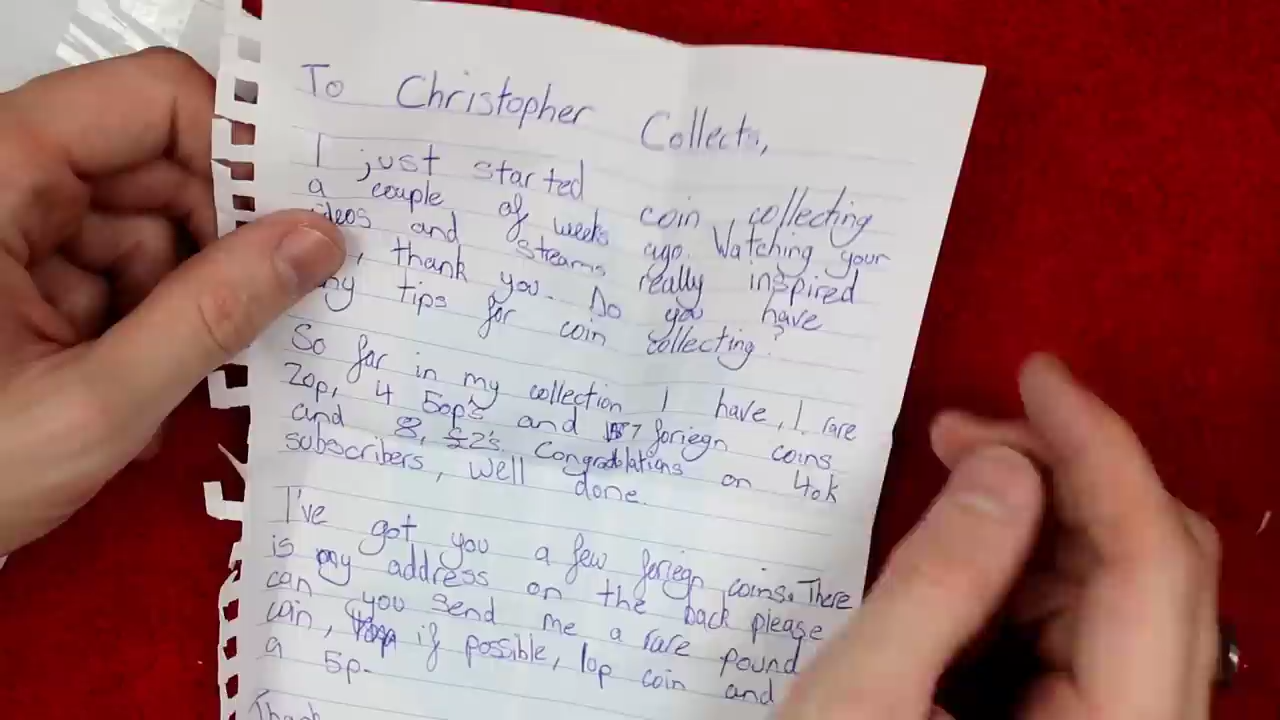 To Christopher Collects,
I just started coin collecting
a couple of weeks ago. Watching your
ideos and streams really inspired
, thank you. Do you have
ny tips for coin collecting?
So far in my collection I have, 1 rare
20p, 4 50p's and 7 foriegn coins
and 8, £2's. Congratulations on 40k
subscribers, well done.
I've got you a few foriegn coins. There
is my address on the back please
can you send me a rare pound
coin, if possible, 10p coin and
a 5p.
Thank